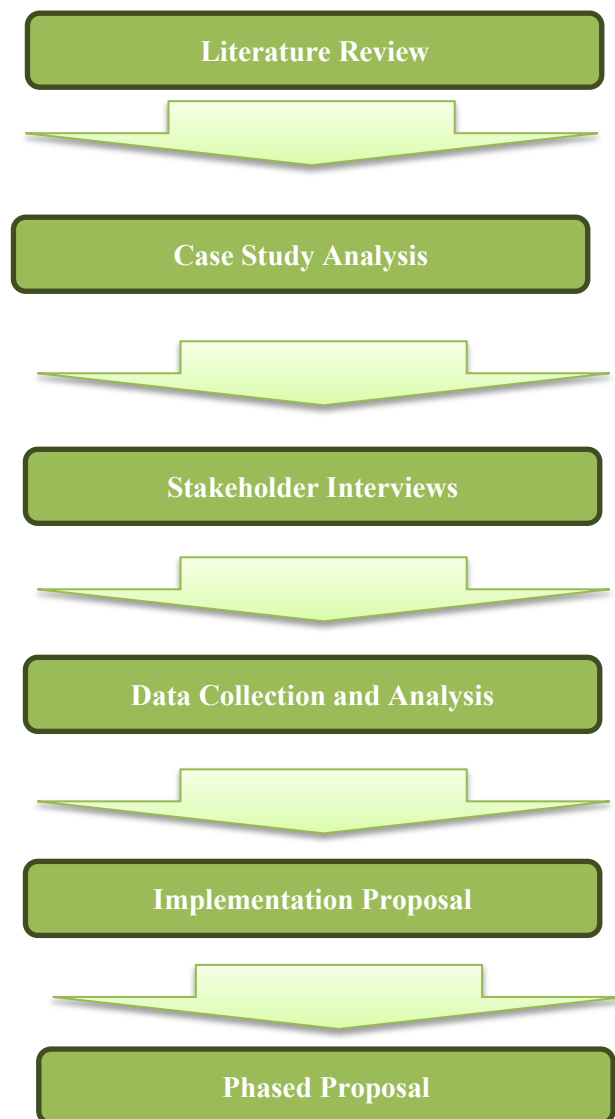 Literature Review
Case Study Analysis
Stakeholder Interviews
Data Collection and Analysis
Implementation Proposal
Phased Proposal